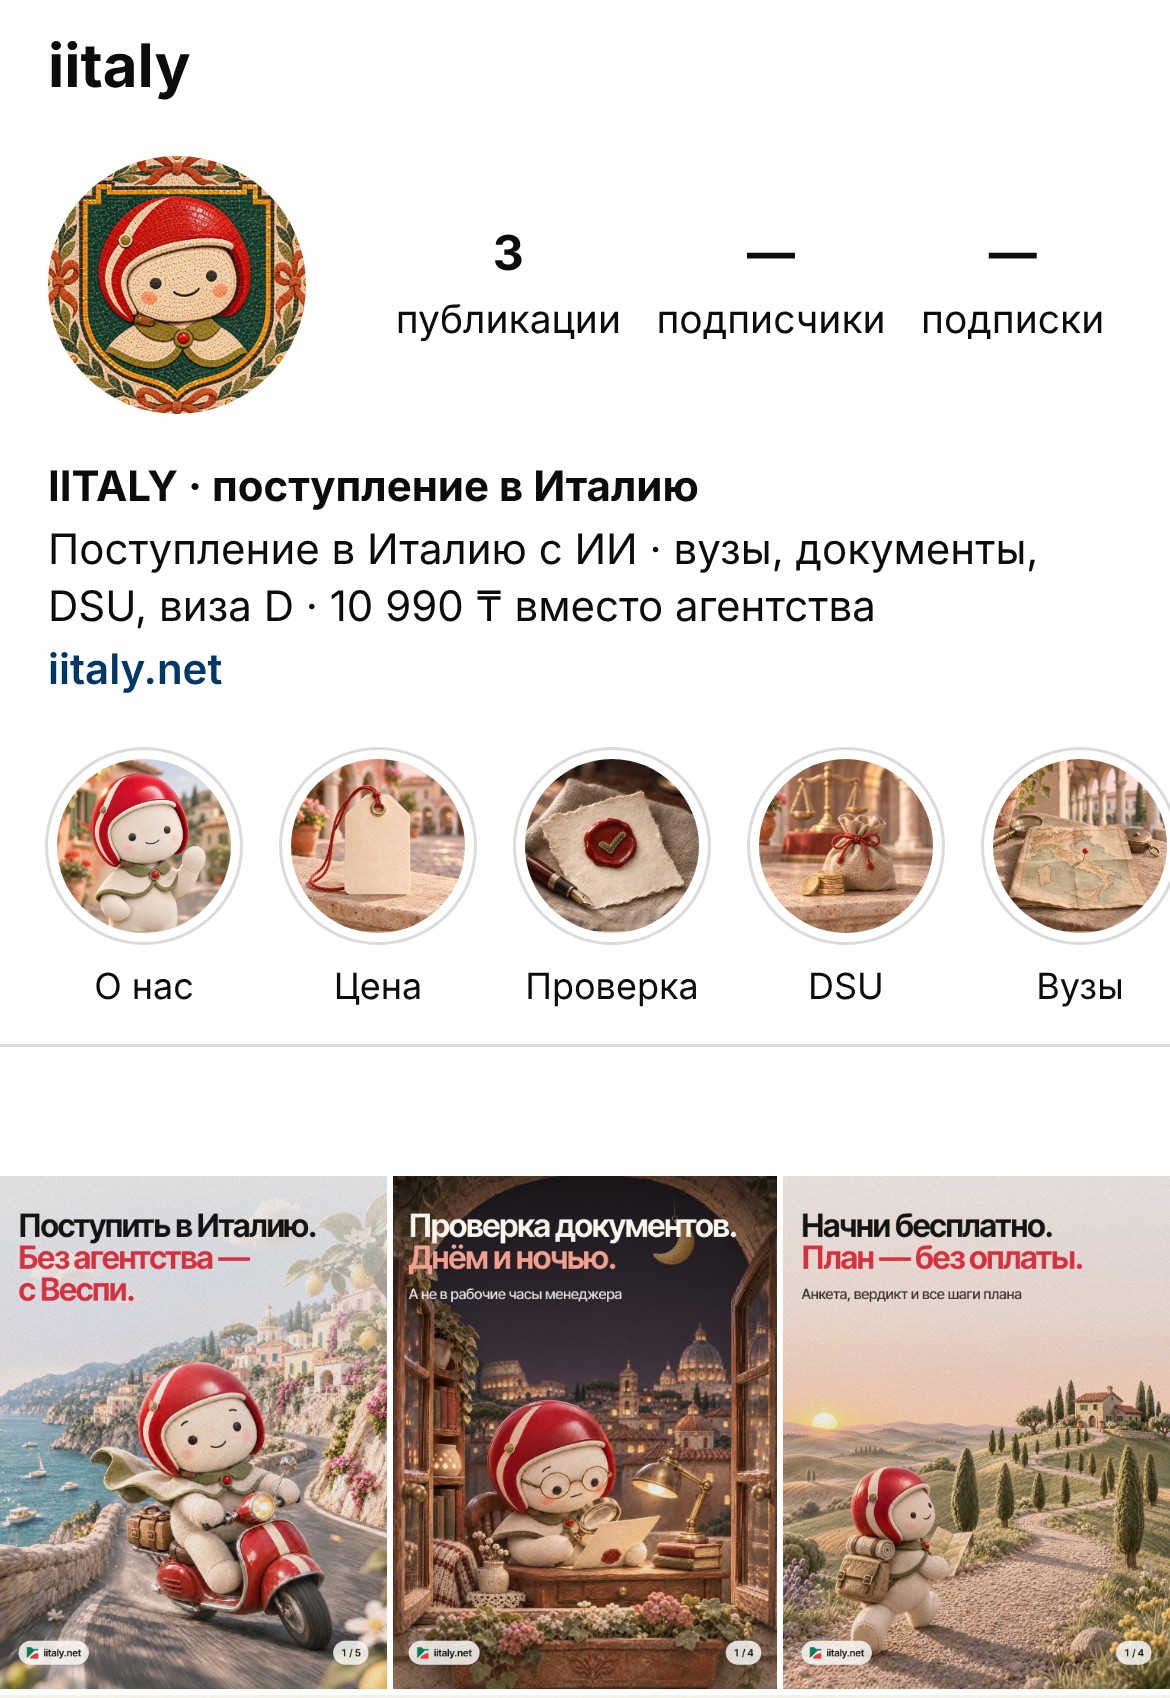 iitaly
3
публикации
—
подписчики
—
подписки
IITALY · поступление в Италию
Поступление в Италию с ИИ · вузы, документы,
DSU, виза D · 10 990 ₸ вместо агентства
iitaly.net
О нас
Цена
Проверка
DSU
Вузы
Поступить в Италию.
Без агентства —
с Веспи.
iitaly.net
1 / 5
Проверка документов.
Днём и ночью.
А не в рабочие часы менеджера
iitaly.net
1 / 4
Начни бесплатно.
План — без оплаты.
Анкета, вердикт и все шаги плана
iitaly.net
1 / 4